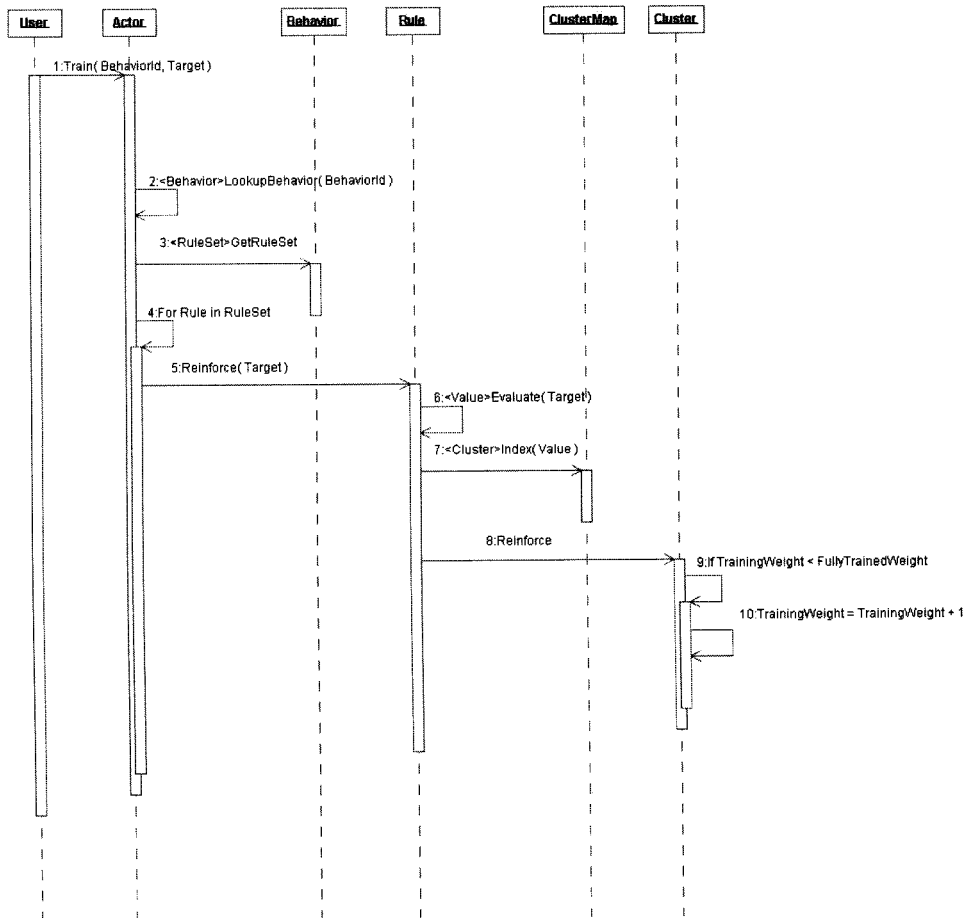 User
Actor
Behavior
Rule
ClusterMap
Cluster
1:Train( BehaviorId, Target )
2:<Behavior>LookupBehavior( BehaviorId )
3:<RuleSet>GetRuleSet
4:For Rule in RuleSet
5:Reinforce( Target )
6:<Value>Evaluate( Target )
7:<Cluster>Index( Value )
8:Reinforce
9:If TrainingWeight < FullyTrainedWeight
10:TrainingWeight = TrainingWeight + 1